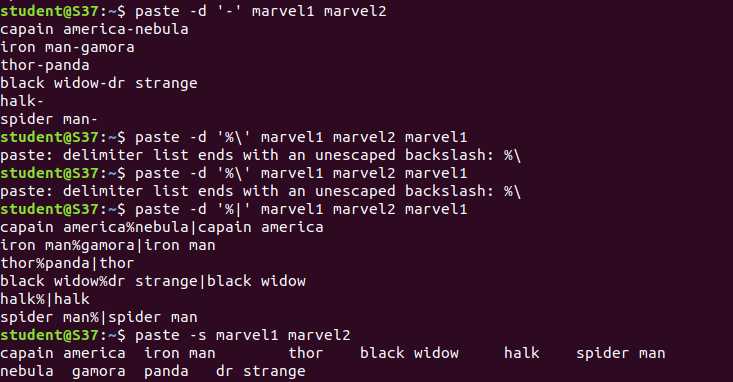 student@S37:~$ paste -d '-' marvel1 marvel2
capain america-nebula
iron man-gamora
thor-panda
black widow-dr strange
halk-
spider man-
student@S37:~$ paste -d '%\' marvel1 marvel2 marvel1
paste: delimiter list ends with an unescaped backslash: %\
student@S37:~$ paste -d '%\' marvel1 marvel2 marvel1
paste: delimiter list ends with an unescaped backslash: %\
student@S37:~$ paste -d '%|' marvel1 marvel2 marvel1
capain america%nebula|capain america
iron man%gamora|iron man
thor%panda|thor
black widow%dr strange|black widow
halk%|halk
spider man%|spider man
student@S37:~$ paste -s marvel1 marvel2
capain america  iron man        thor    black widow     halk    spider man
nebula  gamora  panda   dr strange